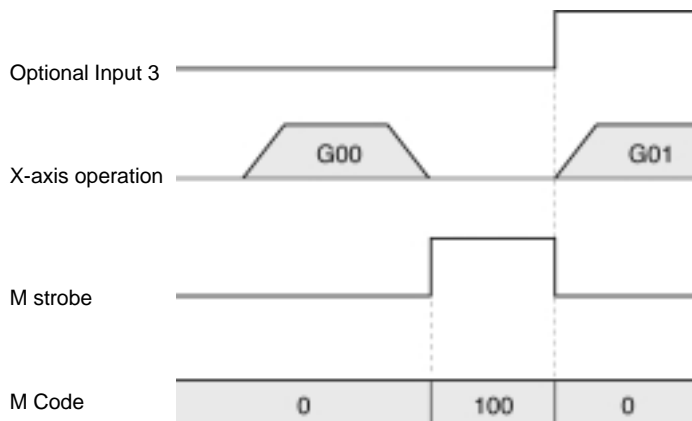 Optional Input 3
X-axis operation
G00
G01
M strobe
M Code
0
100
0